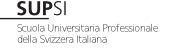 SUPSI
Scuola Universitaria Professionale
della Svizzera Italiana